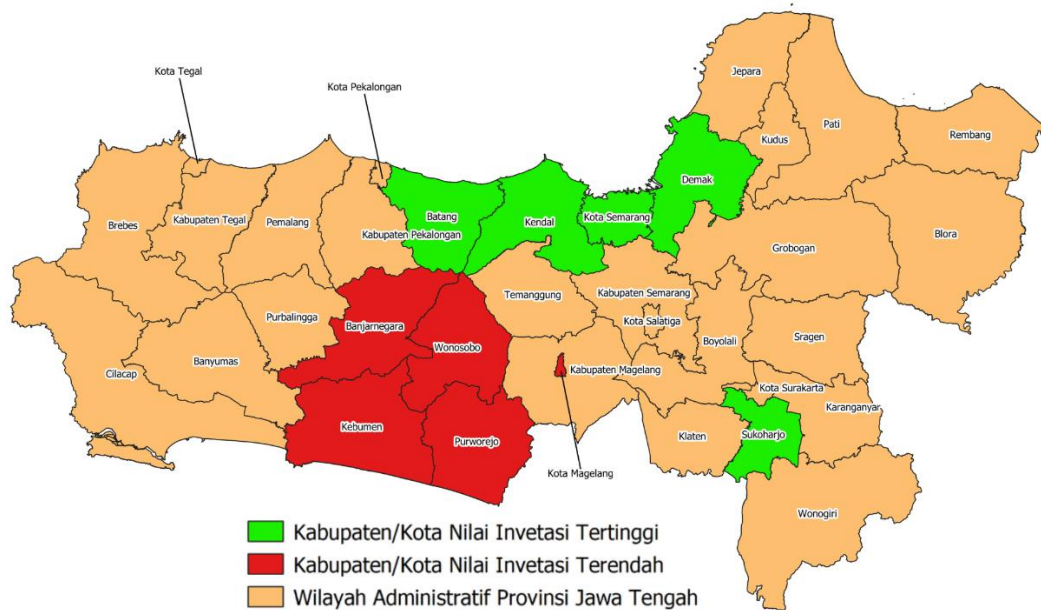 Kota Tegal
Kota Pekalongan
Jepara
Kudus
Pati
Rembang
Demak
Brebes
Kabupaten Tegal
Pemalang
Kabupaten Pekalongan
Batang
Kendal
Kota Semarang
Grobogan
Blora
Purbalingga
Banjarnegara
Wonosobo
Temanggung
Kabupaten Semarang
Kota Salatiga
Boyolali
Sragen
Cilacap
Banyumas
Kabupaten Magelang
Kota Surakarta
Karanganyar
Kebumen
Purworejo
Kota Magelang
Klaten
Sukoharjo
Wonogiri
Kabupaten/Kota Nilai Invetasi Tertinggi
Kabupaten/Kota Nilai Invetasi Terendah
Wilayah Administratif Provinsi Jawa Tengah